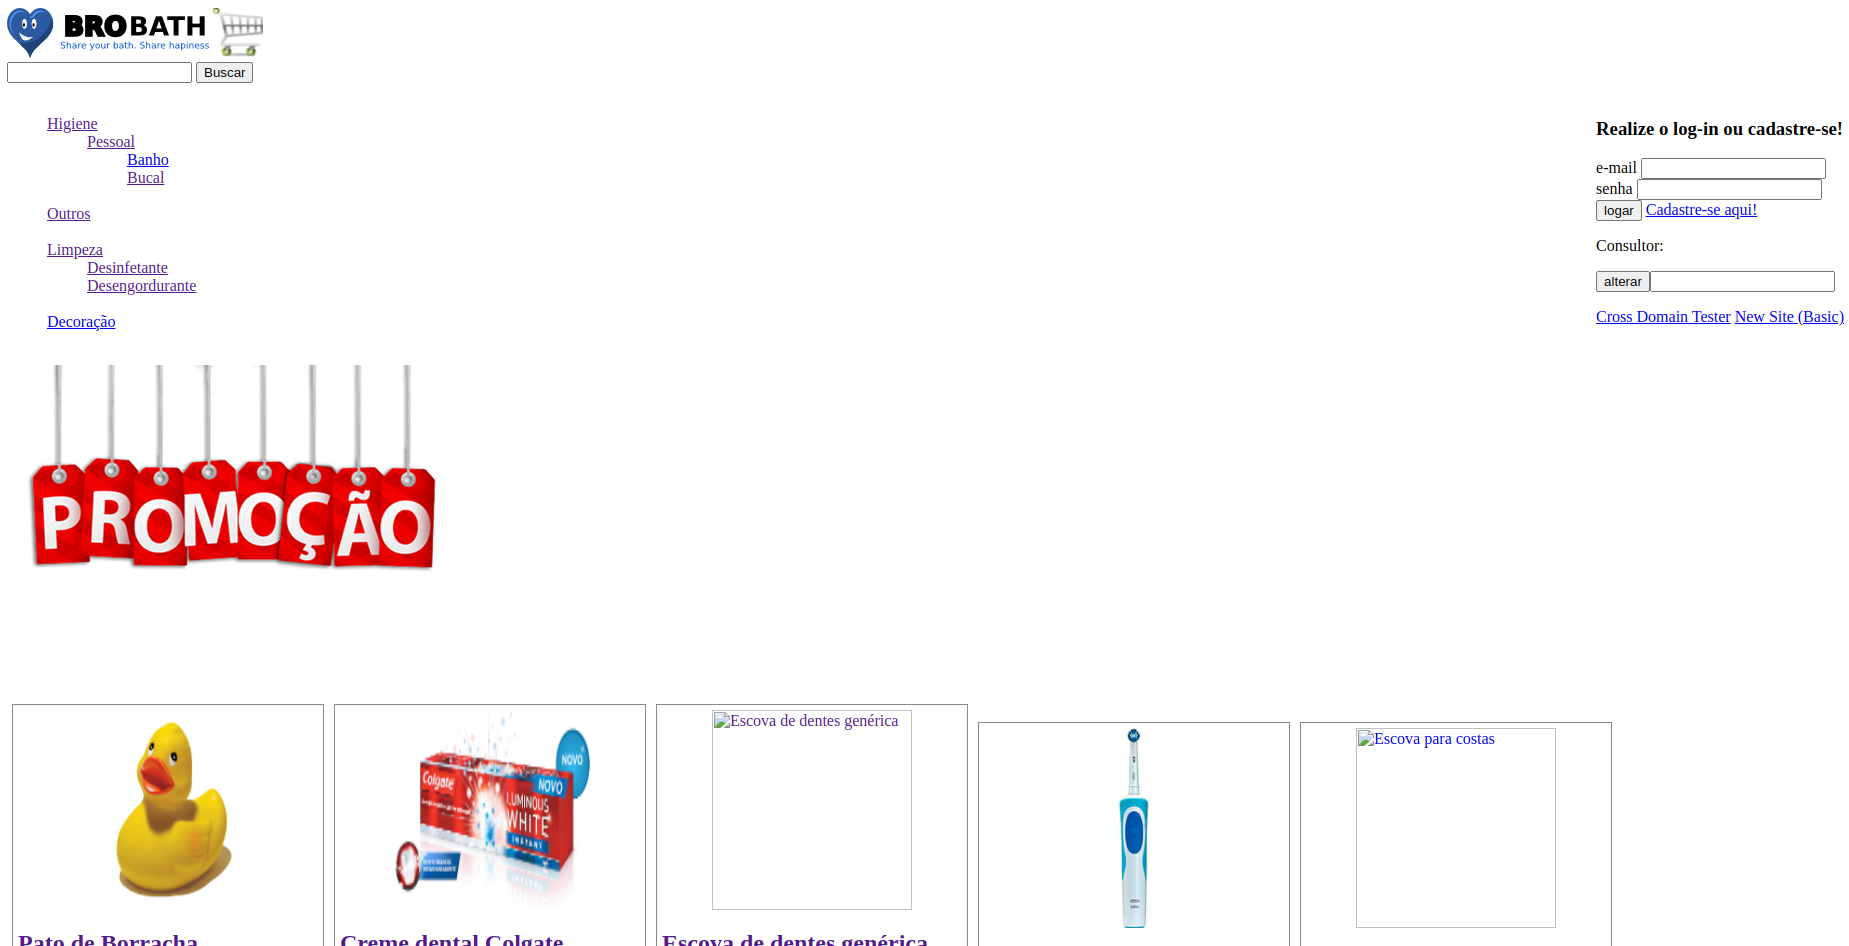 BROBATH
Share your bath. Share hapiness
Buscar
Higiene
Pessoal
Banho
Bucal
Outros
Limpeza
Desinfetante
Desengordurante
Decoração
Realize o log-in ou cadastre-se!
e-mail
senha
logar Cadastre-se aqui!
Consultor:
alterar
Cross Domain Tester New Site (Basic)
PROMOÇÃO
Colgate
NOVO
NOVO
LUMINOUS
WHITE
INSTANT
Escova de dentes genérica
Escova para costas
Pato de Borracha
Creme dental Colgate
Escova de dentes genérica